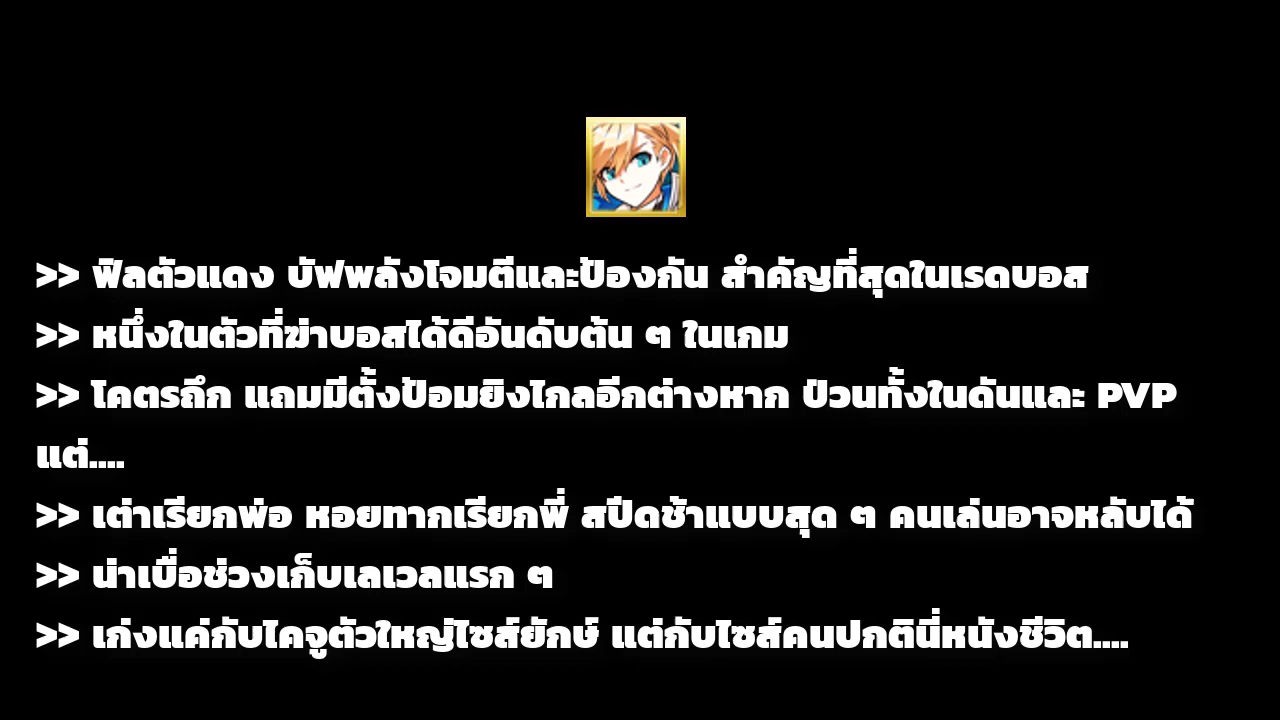 >> ฟิลตัวแดง บัฟพลังโจมตีและป้องกัน สำคัญที่สุดในเรดบอส
>> หนึ่งในตัวที่ฆ่าบอสได้ดีอันดับต้น ๆ ในเกม
>> โคตรถึก แถมมีตั้งป้อมยิงไกลอีกต่างหาก ป่วนทั้งในดันและ PVP
แต่....
>> เต่าเรียกพ่อ หอยทากเรียกพี่ สปีดช้าแบบสุด ๆ คนเล่นอาจหลับได้
>> น่าเบื่อช่วงเก็บเลเวลแรก ๆ
>> เก่งแค่กับไคจูตัวใหญ่ไซส์ยักษ์ แต่กับไซส์คนปกตินี่หนังชีวิต....